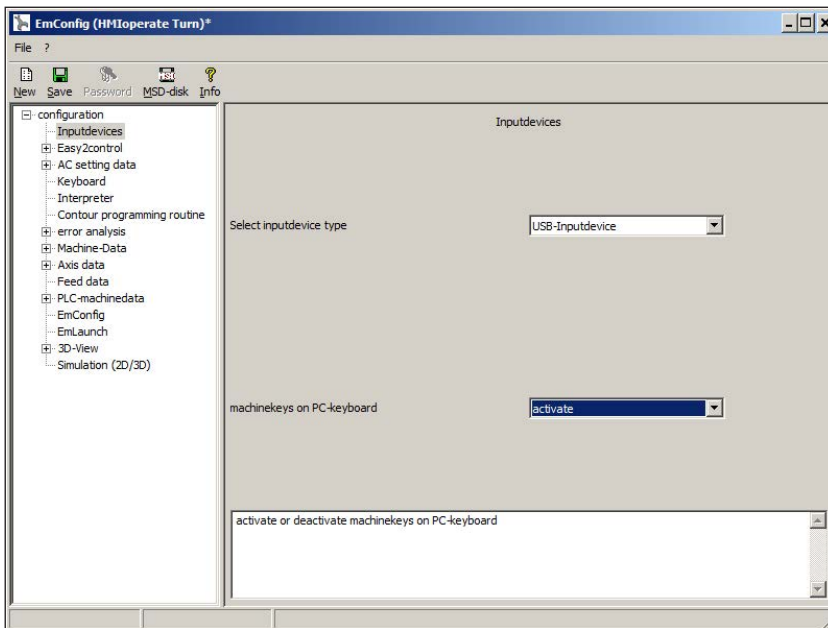 EmConfig (HMIoperate Turn)*
File ?
New Save Password MSD-disk Info
configuration
Inputdevices
Easy2control
AC setting data
Keyboard
Interpreter
Contour programming routine
error analysis
Machine-Data
Axis data
Feed data
PLC-machinedata
EmConfig
EmLaunch
3D-View
Simulation (2D/3D)
Inputdevices
Select inputdevice type USB-Inputdevice
machinekeys on PC-keyboard activate
activate or deactivate machinekeys on PC-keyboard